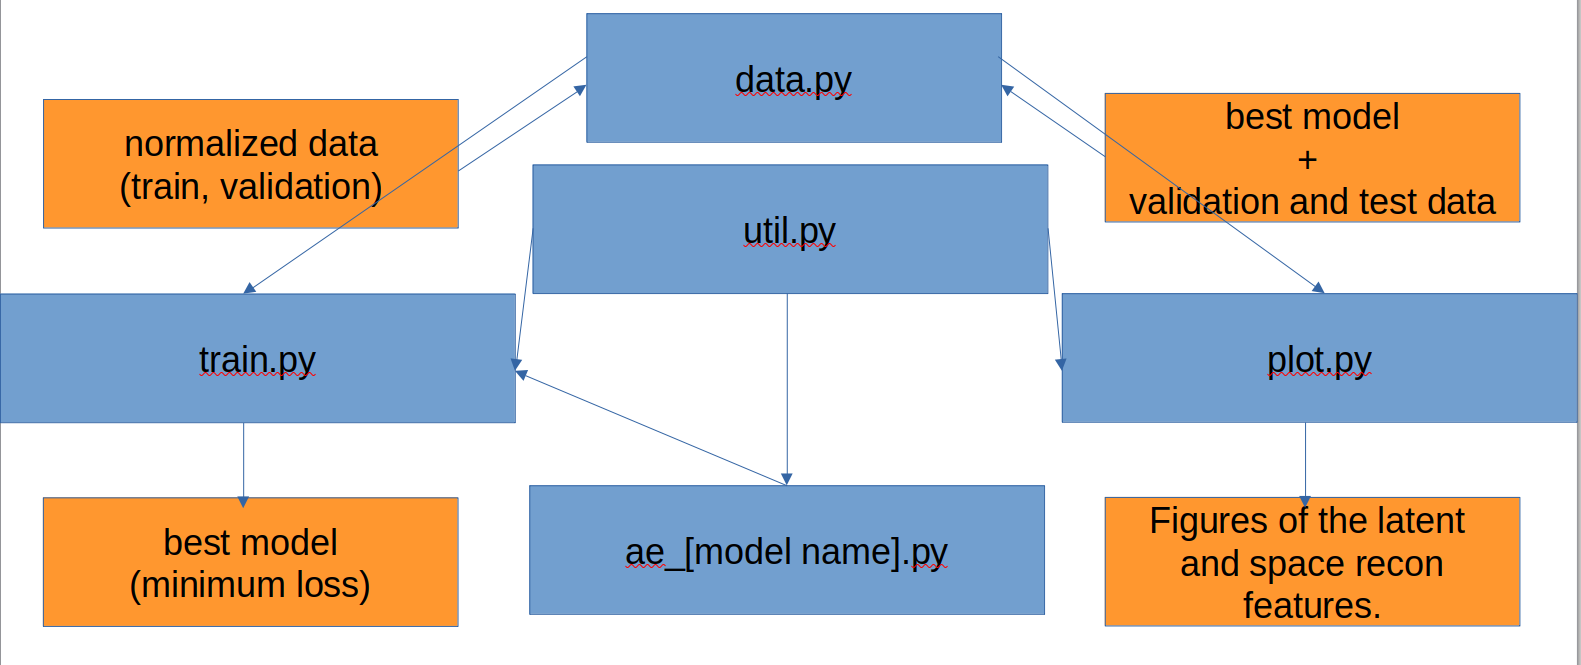 data.py
normalized data
(train, validation)
best model
+
validation and test data
util.py
train.py
plot.py
best model
(minimum loss)
ae_[model name].py
Figures of the latent
and space recon
features.